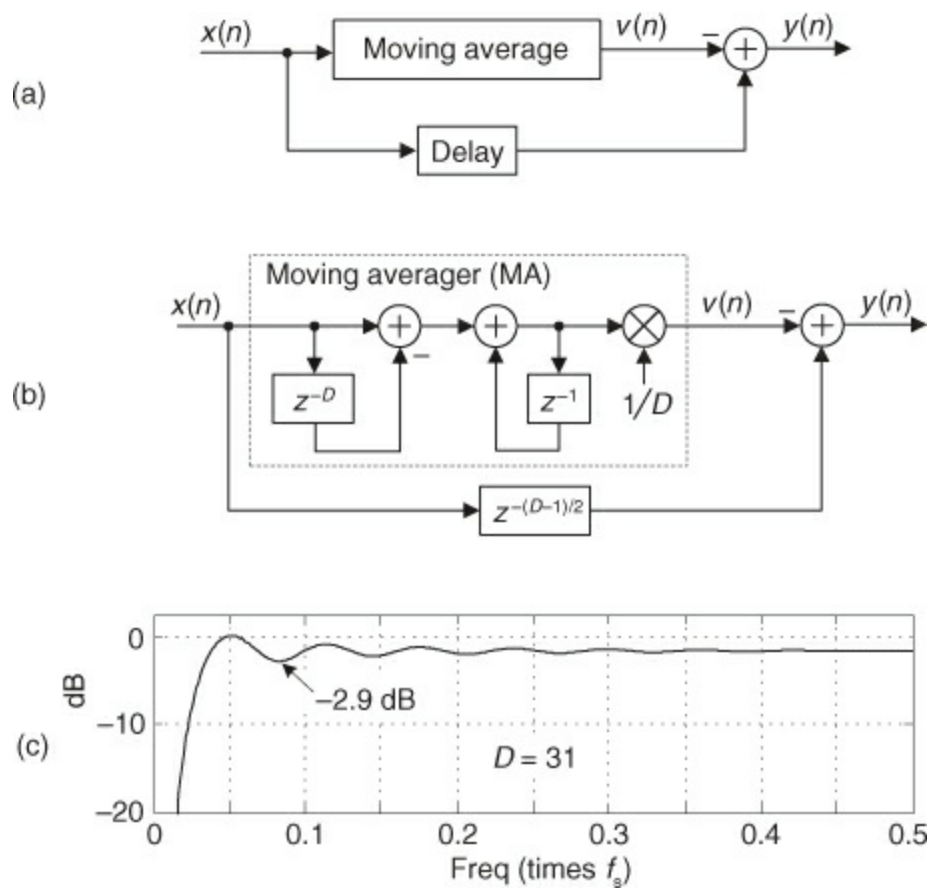 (a)
x(n)
Moving average
v(n)
−
+
y(n)
Delay
(b)
Moving averager (MA)
x(n)
+
−
+
v(n)
−
+
y(n)
z^{-D}
z^{-1}
1/D
z^{-(D-1)/2}
(c)
dB
0
−10
−20
−2.9 dB
D = 31
0 0.1 0.2 0.3 0.4 0.5
Freq (times f_s)